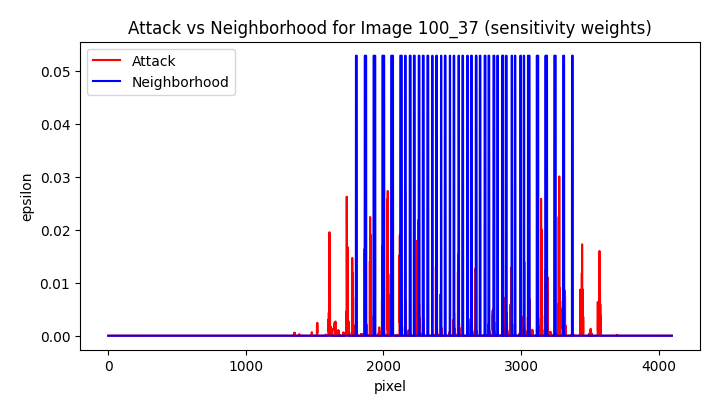 Attack vs Neighborhood for Image 100_37 (sensitivity weights)
Attack
Neighborhood
0.05
0.04
0.03
0.02
0.01
0.00
epsilon
0
1000
2000
3000
4000
pixel